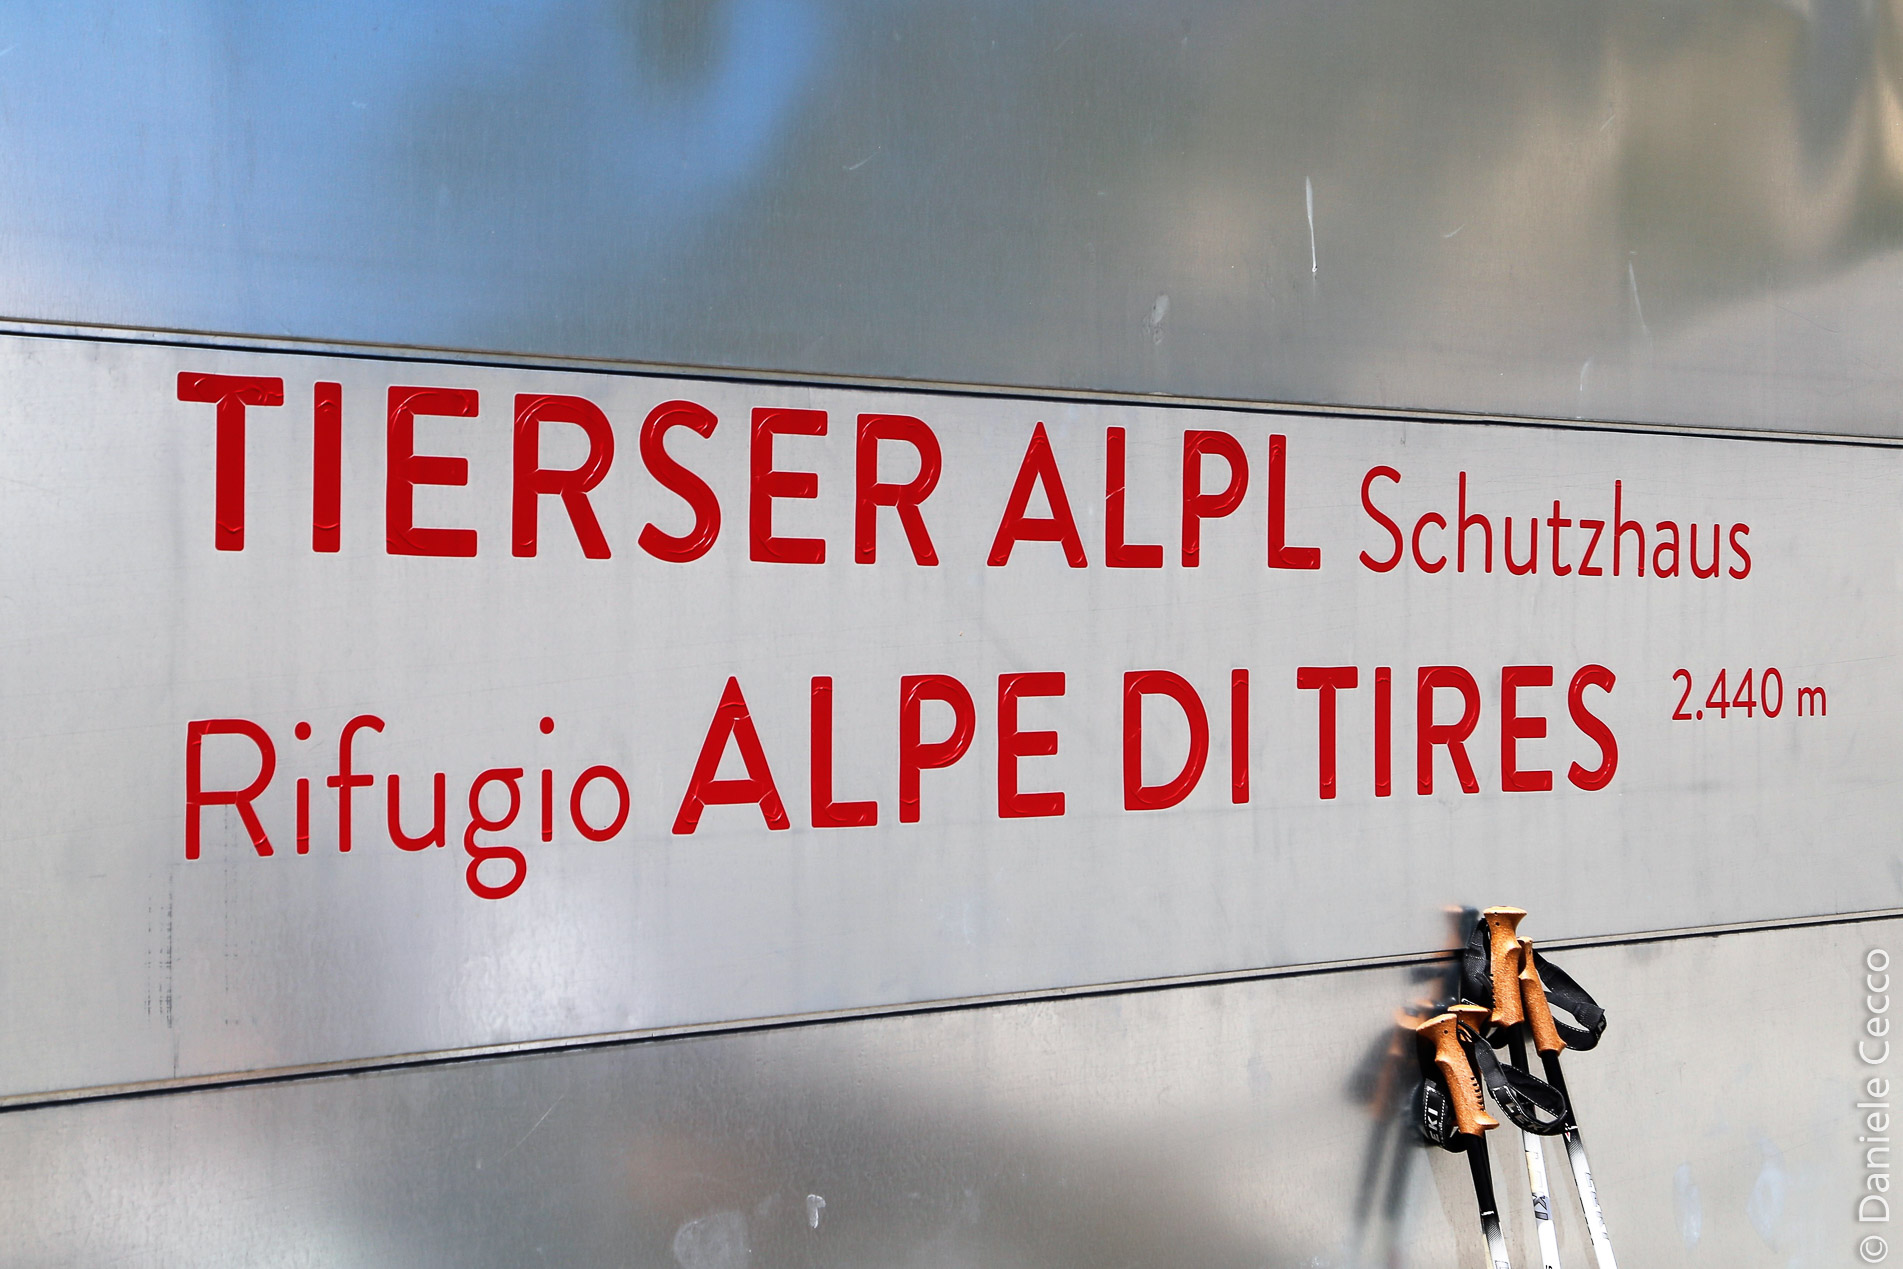 TIERSER ALPL Schutzhaus
Rifugio ALPE DI TIRES 2.440 m
© Daniele Cecco